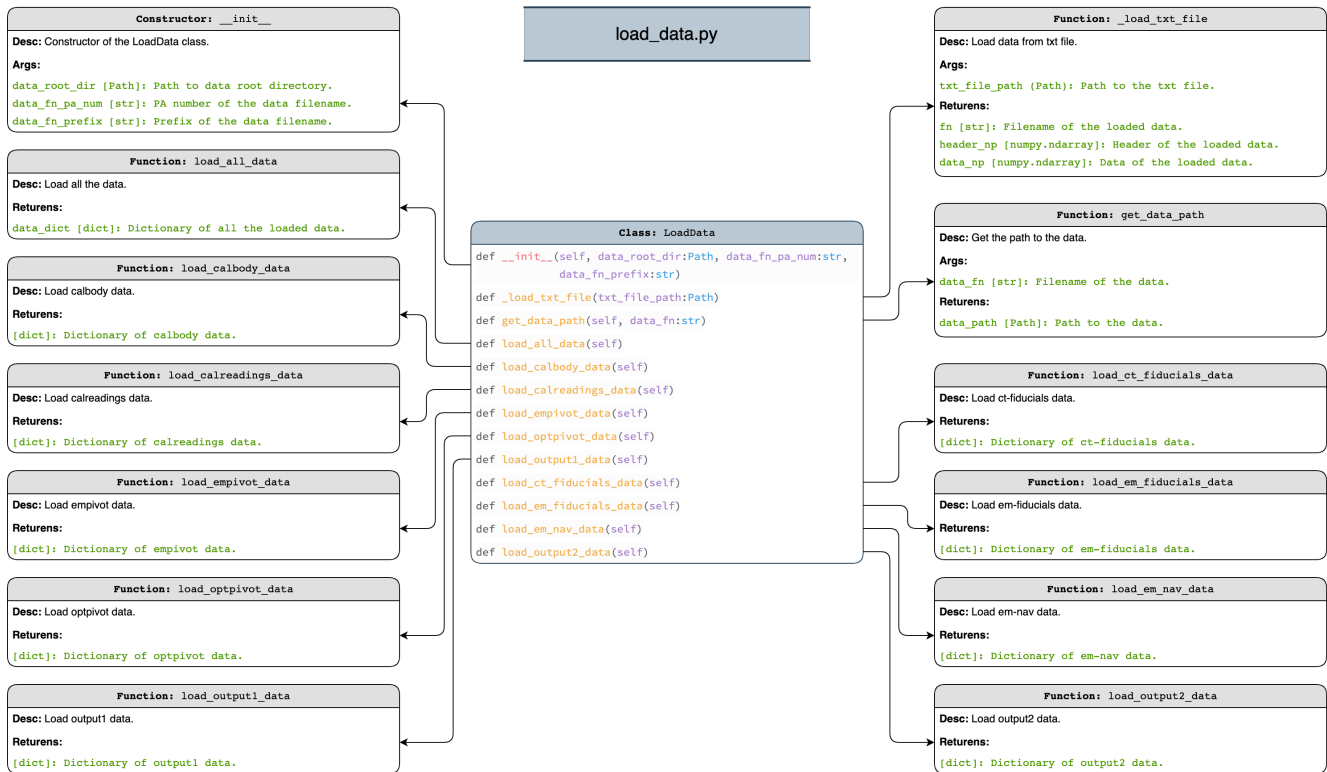 load_data.py
Constructor: __init__
Desc: Constructor of the LoadData class.
Args:
data_root_dir [Path]: Path to data root directory.
data_fn_pa_num [str]: PA number of the data filename.
data_fn_prefix [str]: Prefix of the data filename.
Function: load_all_data
Desc: Load all the data.
Returens:
data_dict [dict]: Dictionary of all the loaded data.
Function: load_calbody_data
Desc: Load calbody data.
Returens:
[dict]: Dictionary of calbody data.
Function: load_calreadings_data
Desc: Load calreadings data.
Returens:
[dict]: Dictionary of calreadings data.
Function: load_empivot_data
Desc: Load empivot data.
Returens:
[dict]: Dictionary of empivot data.
Function: load_optpivot_data
Desc: Load optpivot data.
Returens:
[dict]: Dictionary of optpivot data.
Function: load_output1_data
Desc: Load output1 data.
Returens:
[dict]: Dictionary of output1 data.
Class: LoadData
def __init__(self, data_root_dir:Path, data_fn_pa_num:str,
data_fn_prefix:str)
def _load_txt_file(txt_file_path:Path)
def get_data_path(self, data_fn:str)
def load_all_data(self)
def load_calbody_data(self)
def load_calreadings_data(self)
def load_empivot_data(self)
def load_optpivot_data(self)
def load_output1_data(self)
def load_ct_fiducials_data(self)
def load_em_fiducials_data(self)
def load_em_nav_data(self)
def load_output2_data(self)
Function: _load_txt_file
Desc: Load data from txt file.
Args:
txt_file_path (Path): Path to the txt file.
Returens:
fn [str]: Filename of the loaded data.
header_np [numpy.ndarray]: Header of the loaded data.
data_np [numpy.ndarray]: Data of the loaded data.
Function: get_data_path
Desc: Get the path to the data.
Args:
data_fn [str]: Filename of the data.
Returens:
data_path [Path]: Path to the data.
Function: load_ct_fiducials_data
Desc: Load ct-fiducials data.
Returens:
[dict]: Dictionary of ct-fiducials data.
Function: load_em_fiducials_data
Desc: Load em-fiducials data.
Returens:
[dict]: Dictionary of em-fiducials data.
Function: load_em_nav_data
Desc: Load em-nav data.
Returens:
[dict]: Dictionary of em-nav data.
Function: load_output2_data
Desc: Load output2 data.
Returens:
[dict]: Dictionary of output2 data.